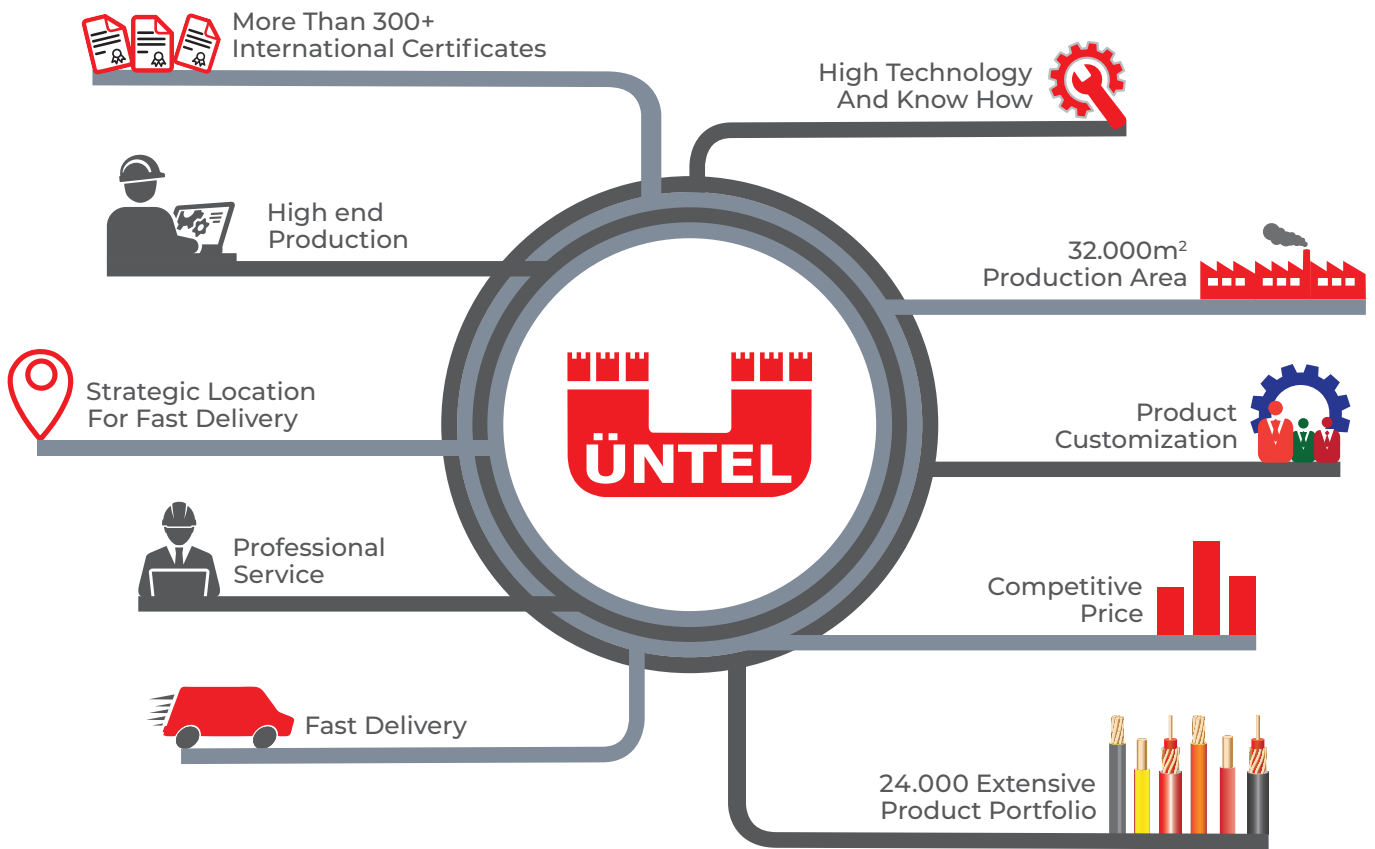 More Than 300+
International Certificates
High Technology
And Know How
High end
Production
32.000m²
Production Area
Strategic Location
For Fast Delivery
Product
Customization
ÜNTEL
Professional
Service
Competitive
Price
Fast Delivery
24.000 Extensive
Product Portfolio